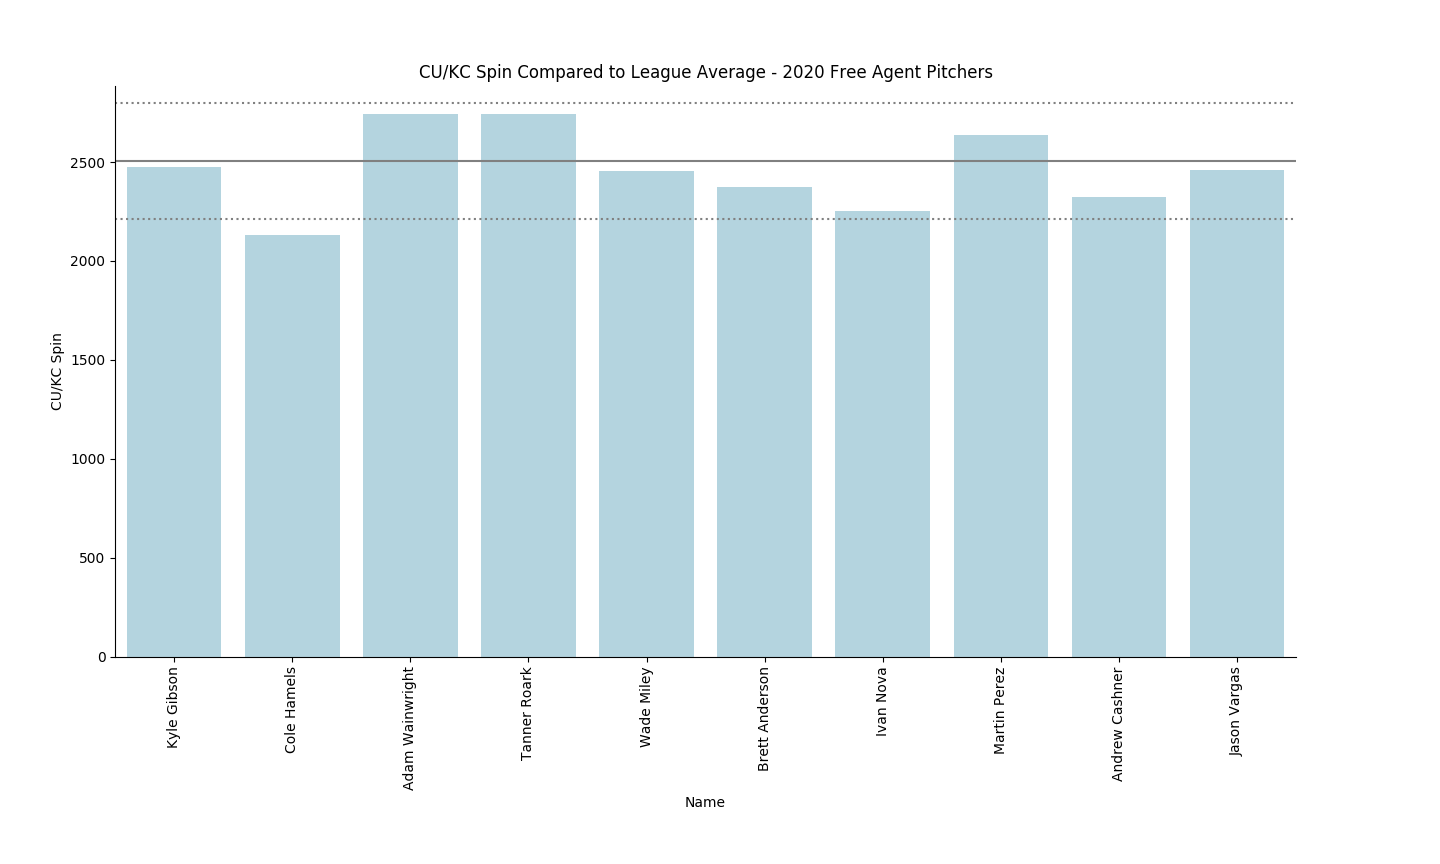 CU/KC Spin Compared to League Average - 2020 Free Agent Pitchers
CU/KC Spin
2500
2000
1500
1000
500
0
Kyle Gibson
Cole Hamels
Adam Wainwright
Tanner Roark
Wade Miley
Brett Anderson
Ivan Nova
Martin Perez
Andrew Cashner
Jason Vargas
Name